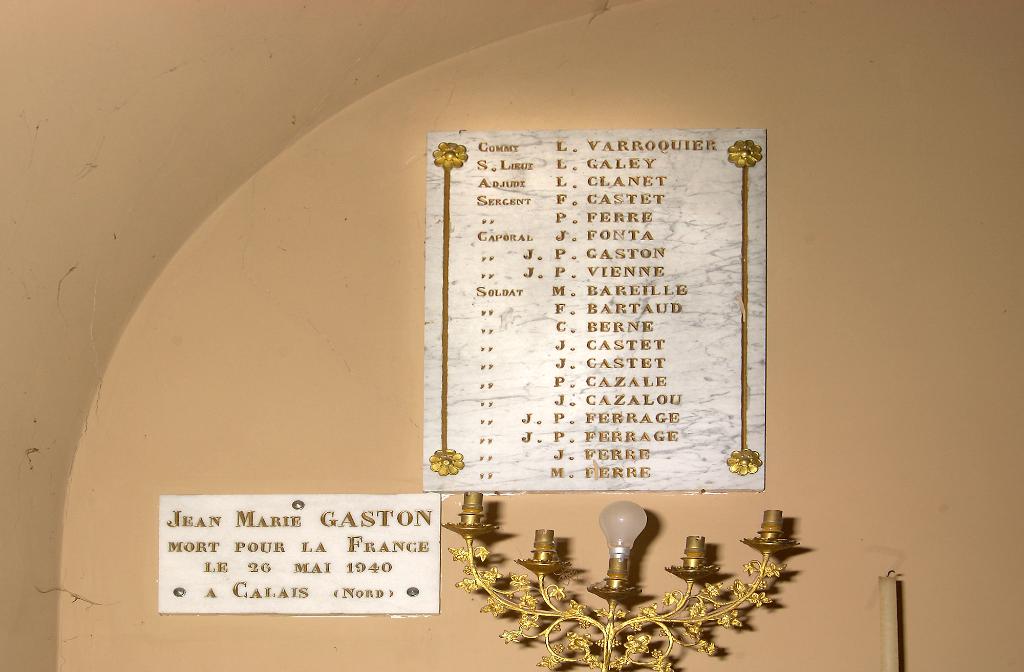 COMMT L. VARROQUIER
S. LIEUT L. GALEY
ADJUDT L. CLANET
SERGENT F. CASTET
,, P. FERRE
CAPORAL J. FONTA
,, J. P. GASTON
,, J. P. VIENNE
SOLDAT M. BAREILLE
,, F. BARTAUD
,, C. BERNE
,, J. CASTET
,, J. CASTET
,, P. CAZALE
,, J. CAZALOU
,, J. P. FERRAGE
,, J. P. FERRAGE
,, J. FERRE
,, M. FERRE
JEAN MARIE GASTON
MORT POUR LA FRANCE
LE 26 MAI 1940
A CALAIS (NORD)